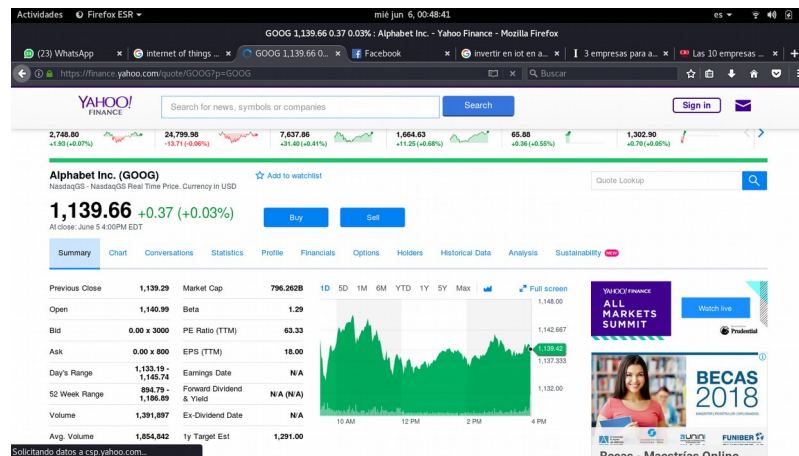 Actividades Firefox ESR mié jun 6, 00:48:41 es
GOOG 1,139.66 0.37 0.03% : Alphabet Inc. - Yahoo Finance - Mozilla Firefox
(23) WhatsApp × G internet of things ... × GOOG 1,139.66 0... × Facebook × G invertir en iot en a... × I 3 empresas para a... × Las 10 empresas ... × +
https://finance.yahoo.com/quote/GOOG?p=GOOG Buscar
YAHOO! FINANCE
Search for news, symbols or companies Search Sign in
2,748.80 24,799.98 7,637.86 1,664.63 65.88 1,302.90
+1.93 (+0.07%) -13.71 (-0.06%) +31.40 (+0.41%) +11.25 (+0.68%) +0.36 (+0.55%) +0.70 (+0.05%)
Alphabet Inc. (GOOG) Add to watchlist
NasdaqGS - NasdaqGS Real Time Price. Currency in USD
Quote Lookup
1,139.66 +0.37 (+0.03%) Buy Sell
At close: June 5 4:00PM EDT
Summary Chart Conversations Statistics Profile Financials Options Holders Historical Data Analysis Sustainability NEW
Previous Close 1,139.29 Market Cap 796.262B
Open 1,140.99 Beta 1.29
Bid 0.00 x 3000 PE Ratio (TTM) 63.33
Ask 0.00 x 800 EPS (TTM) 18.00
Day's Range 1,133.19 - 1,145.74 Earnings Date N/A
52 Week Range 894.79 - 1,186.89 Forward Dividend & Yield N/A (N/A)
Volume 1,391,897 Ex-Dividend Date N/A
Avg. Volume 1,854,842 1y Target Est 1,291.00
1D 5D 1M 6M YTD 1Y 5Y Max Full screen
1,148.00
1,142.667
1,139.42
1,137.333
1,132.00
10 AM 12 PM 2 PM 4 PM
YAHOO! FINANCE
ALL
MARKETS
SUMMIT
Watch live
Prudential
BECAS
2018
UNINI FUNIBER
Becas - Maestrías Online
Solicitando datos a csp.yahoo.com...